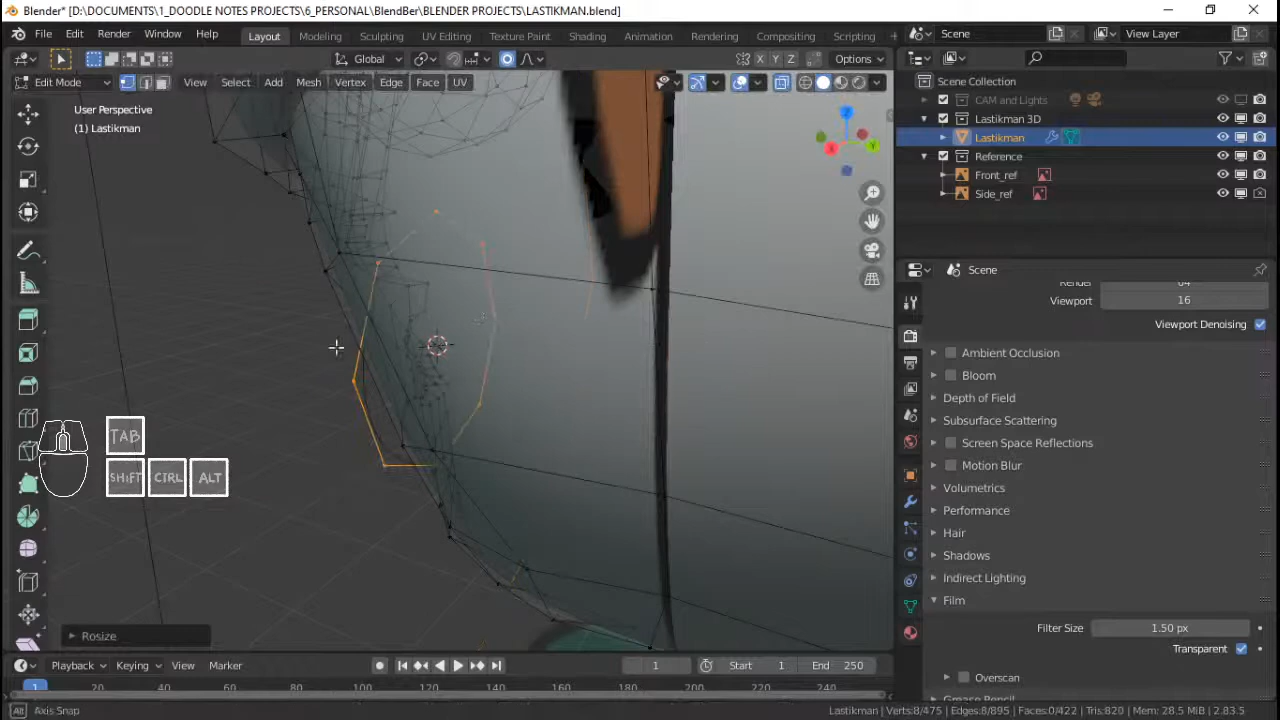 Blender* [D:\DOCUMENTS\1_DOODLE NOTES PROJECTS\6_PERSONAL\BlendBer\BLENDER PROJECTS\LASTIKMAN.blend]
File Edit Render Window Help Layout Modeling Sculpting UV Editing Texture Paint Shading Animation Rendering Compositing Scripting Scene View Layer
Global X Y Z Options
Edit Mode View Select Add Mesh Vertex Edge Face UV
Scene Collection
User Perspective
(1) Lastikman
CAM and Lights
Lastikman 3D
Lastikman
Reference
Front_ref
Side_ref
Z
X Y
Scene
Viewport 16
Viewport Denoising
Ambient Occlusion
Bloom
Depth of Field
Subsurface Scattering
Screen Space Reflections
Motion Blur
Volumetrics
Performance
Hair
Shadows
Indirect Lighting
Film
Filter Size 1.50 px
Transparent
Overscan
TAB
SHIFT CTRL ALT
Playback Keying View Marker 1 Start 1 End 250
1 20 40 60 80 100 120 140 160 180 200 220 240
Alt Axis Snap Lastikman | Verts:8/475 | Edges:8/895 | Faces:0/422 | Tris:820 | Mem: 28.5 MiB | 2.83.5